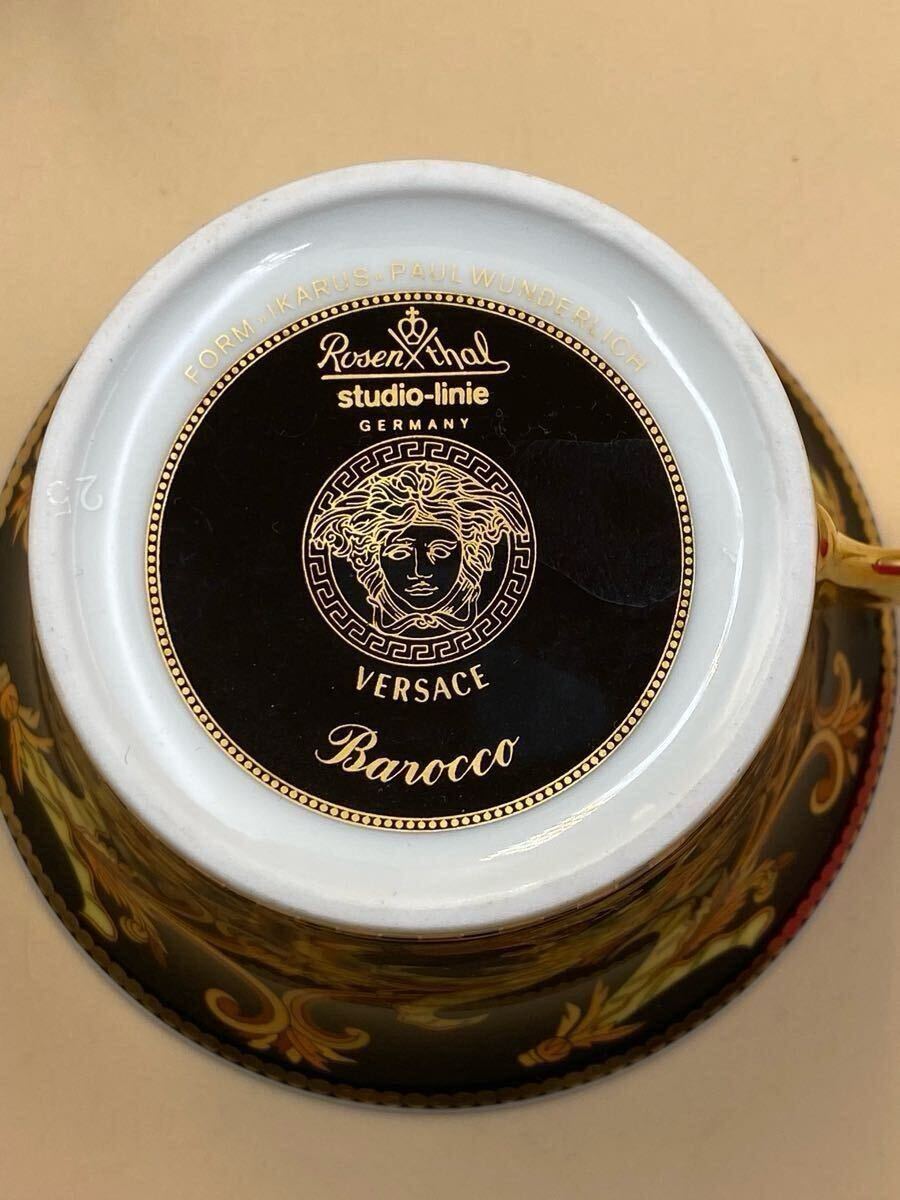 FORM »IKARUS« PAUL WUNDERLICH
Rosenthal
studio-linie
GERMANY
VERSACE
Barocco
25